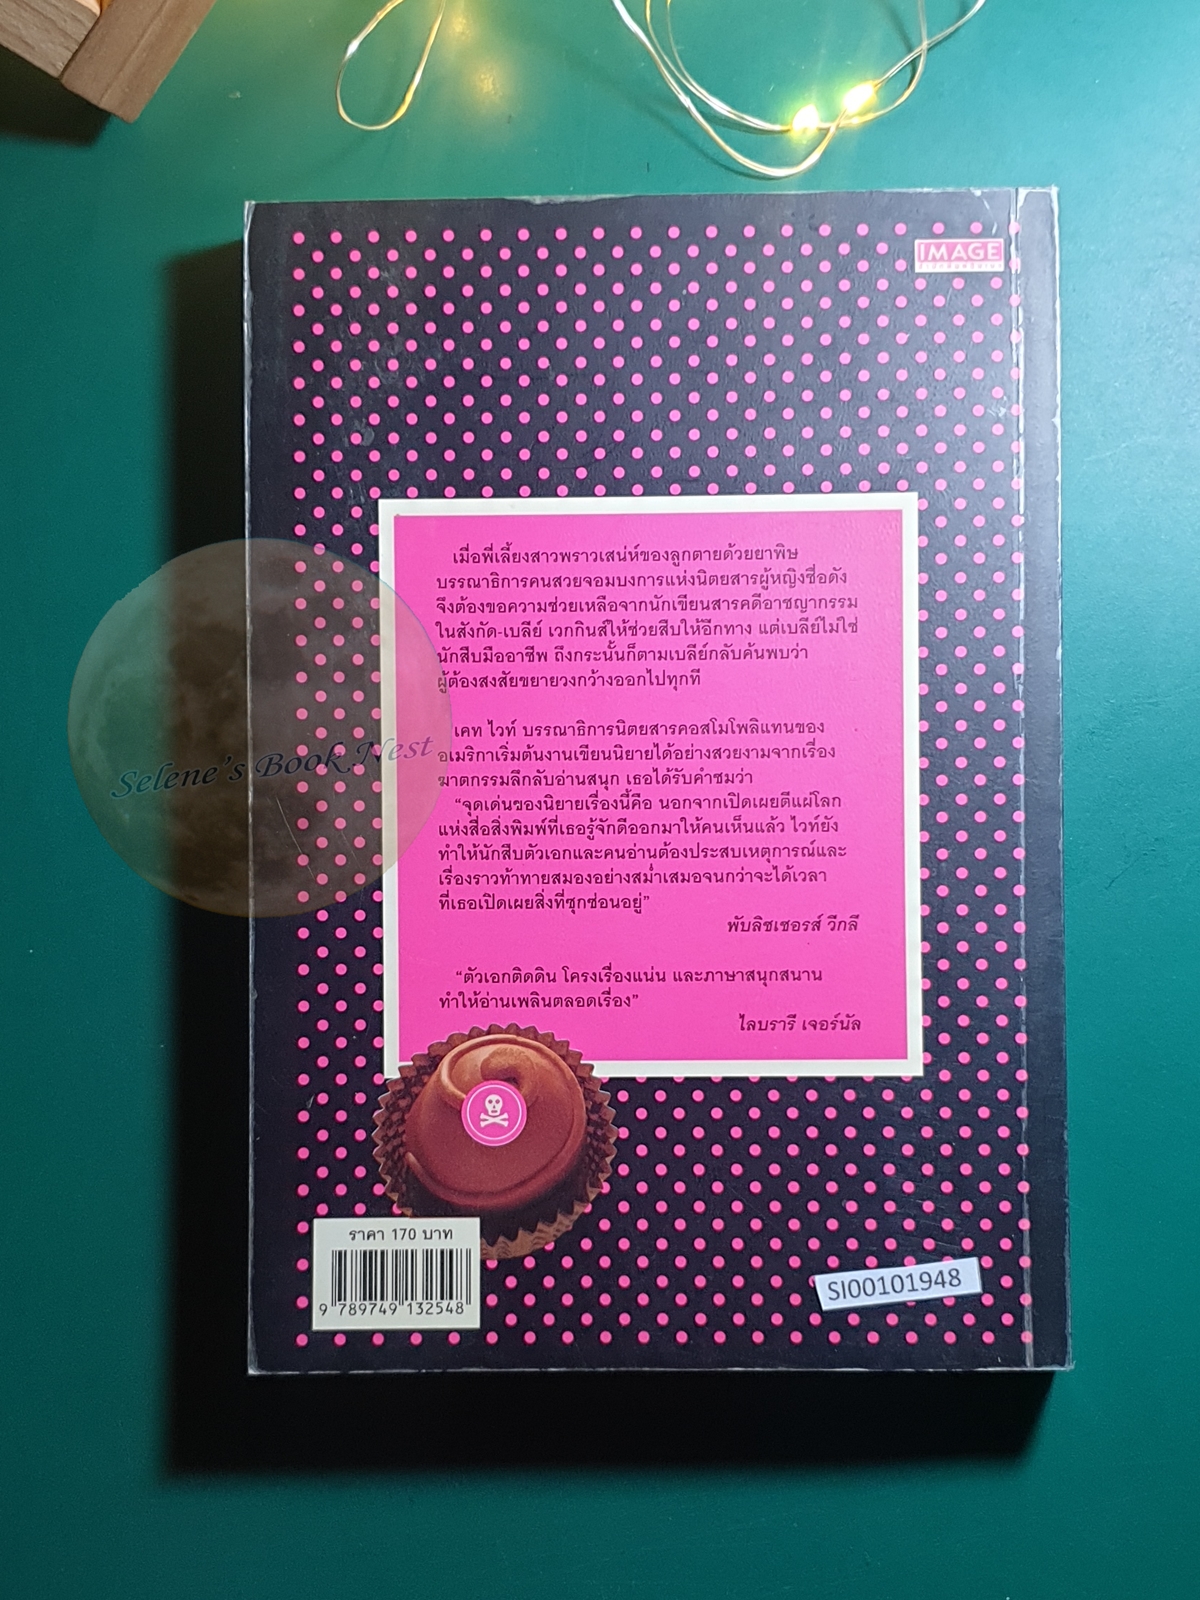 IMAGE
เมื่อพี่เลี้ยงสาวพราวเสน่ห์ของลูกตายด้วยยาพิษ
บรรณาธิการคนสวยจอมบงการแห่งนิตยสารผู้หญิงชื่อดัง
จึงต้องขอความช่วยเหลือจากนักเขียนสารคดีอาชญากรรม
ในสังกัด-เบลีย์ เวกกินส์ให้ช่วยสืบให้อีกทาง แต่เบลีย์ไม่ใช่
นักสืบมืออาชีพ ถึงกระนั้นก็ตามเบลีย์กลับค้นพบว่า
ผู้ต้องสงสัยขยายวงกว้างออกไปทุกที
เคท ไวท์ บรรณาธิการนิตยสารคอสโมโพลิแทนของ
อเมริกาเริ่มต้นงานเขียนนิยายได้อย่างสวยงามจากเรื่อง
ฆาตกรรมลึกลับอ่านสนุก เธอได้รับคำชมว่า
“จุดเด่นของนิยายเรื่องนี้คือ นอกจากเปิดเผยตีแผ่โลก
แห่งสื่อสิ่งพิมพ์ที่เธอรู้จักดีออกมาให้คนเห็นแล้ว ไวท์ยัง
ทำให้นักสืบตัวเอกและคนอ่านต้องประสบเหตุการณ์และ
เรื่องราวท้าทายสมองอย่างสม่ำเสมอจนกว่าจะได้เวลา
ที่เธอเปิดเผยสิ่งที่ซุกซ่อนอยู่”
พับลิชเชอรส์ วีกลี
“ตัวเอกติดดิน โครงเรื่องแน่น และภาษาสนุกสนาน
ทำให้อ่านเพลินตลอดเรื่อง”
ไลบรารี เจอร์นัล
Selene's Book Nest
ราคา 170 บาท
9 789749 132548
SI00101948